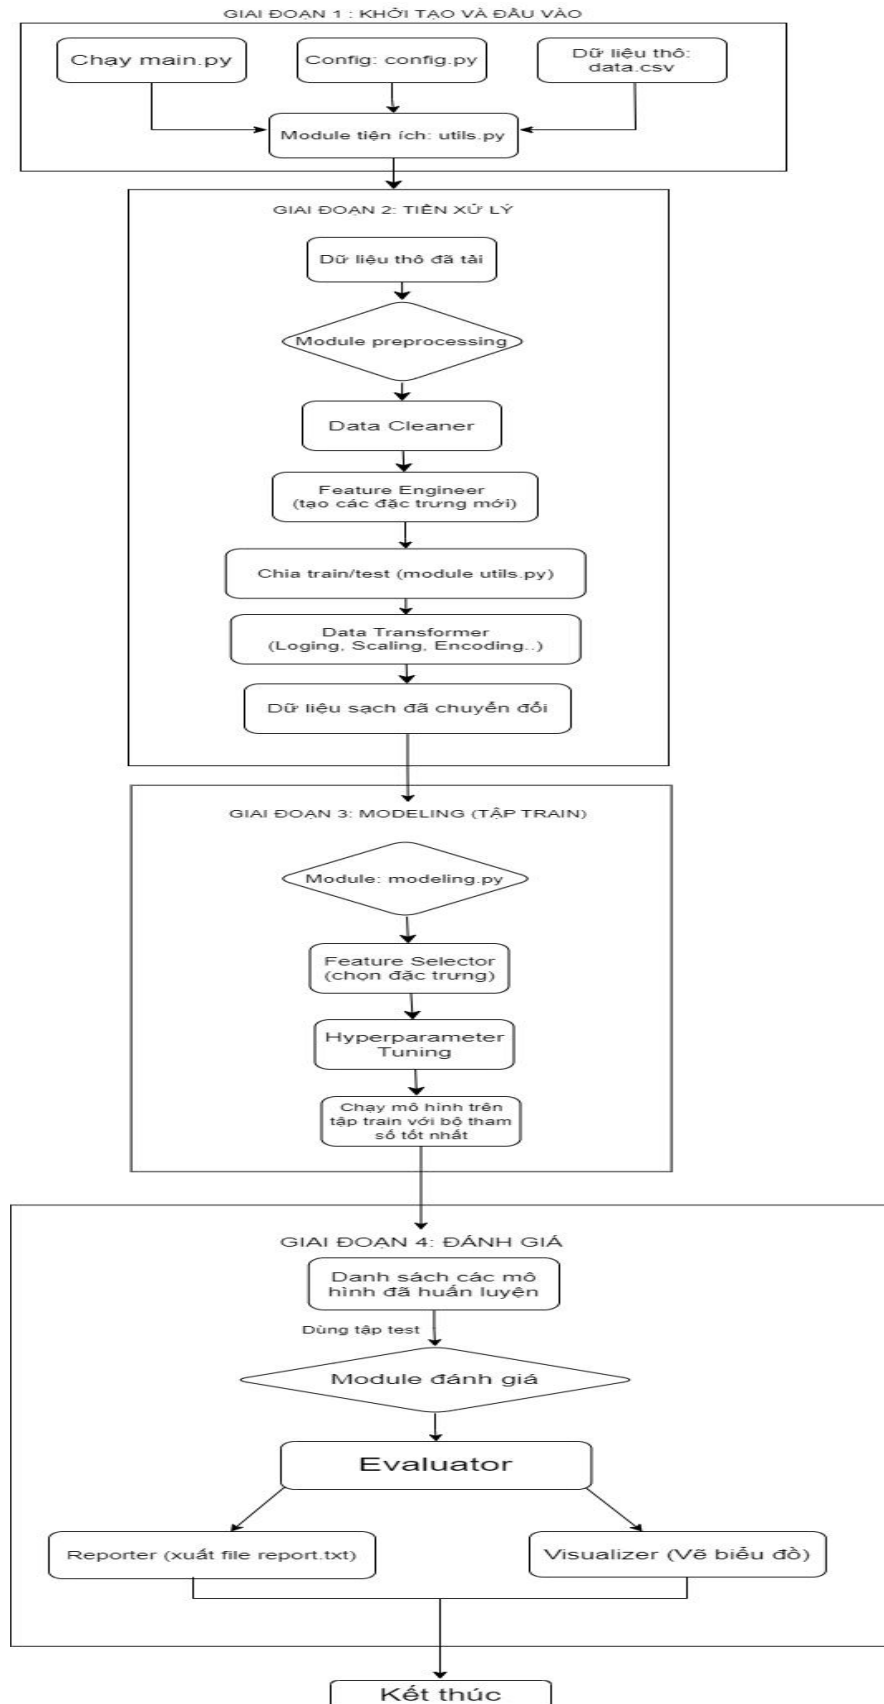 GIAI ĐOẠN 1 : KHỞI TẠO VÀ ĐẦU VÀO
Chạy main.py
Config: config.py
Dữ liệu thô:
data.csv
Module tiện ích: utils.py
GIAI ĐOẠN 2: TIỀN XỬ LÝ
Dữ liệu thô đã tải
Module preprocessing
Data Cleaner
Feature Engineer
(tạo các đặc trưng mới)
Chia train/test (module utils.py)
Data Transformer
(Loging, Scaling, Encoding..)
Dữ liệu sạch đã chuyển đổi
GIAI ĐOẠN 3: MODELING (TẬP TRAIN)
Module: modeling.py
Feature Selector
(chọn đặc trưng)
Hyperparameter
Tuning
Chạy mô hình trên
tập train với bộ tham
số tốt nhất
GIAI ĐOẠN 4: ĐÁNH GIÁ
Danh sách các mô
hình đã huấn luyện
Dùng tập test
Module đánh giá
Evaluator
Reporter (xuất file report.txt)
Visualizer (Vẽ biểu đồ)
Kết thúc